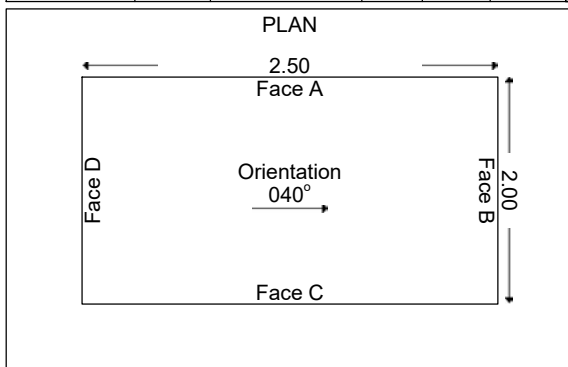 PLAN
2.50
Face A
Face D
Orientation
040°
Face B
2.00
Face C